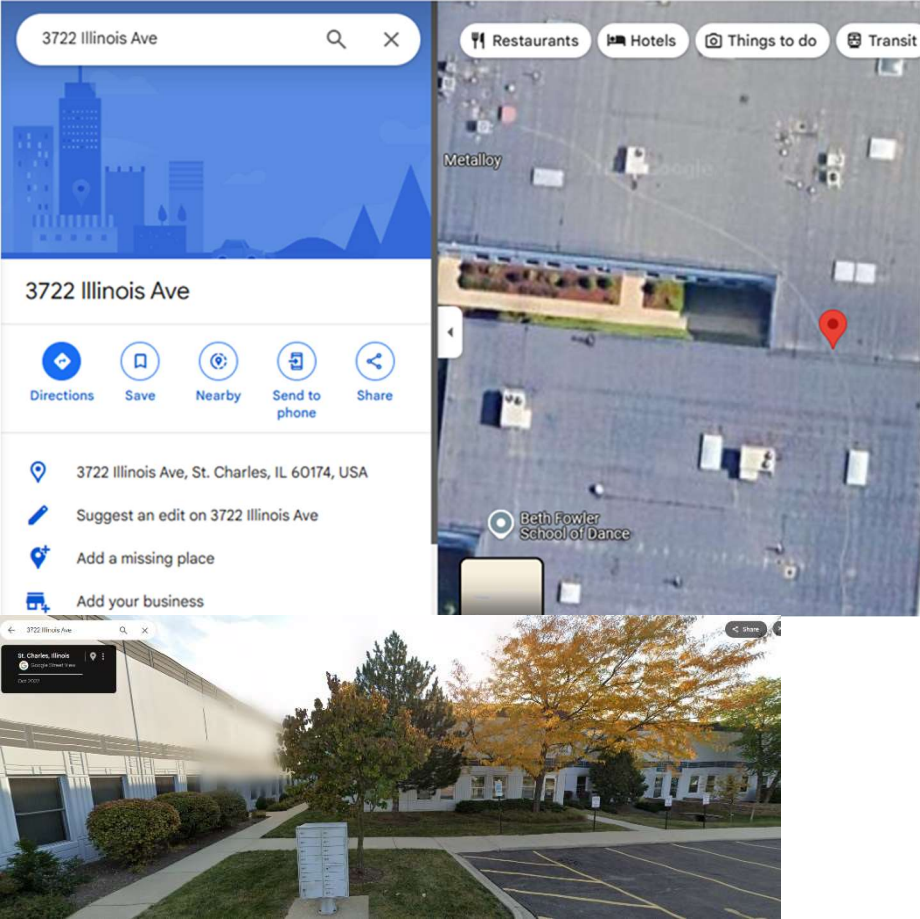 3722 Illinois Ave
Restaurants
Hotels
Things to do
Transit
Metalloy
Google
3722 Illinois Ave
Directions
Save
Nearby
Send to
phone
Share
3722 Illinois Ave, St. Charles, IL 60174, USA
Suggest an edit on 3722 Illinois Ave
Add a missing place
Add your business
Beth Fowler
School of Dance
3722 Illinois Ave
Share
St. Charles, Illinois
Google Street View